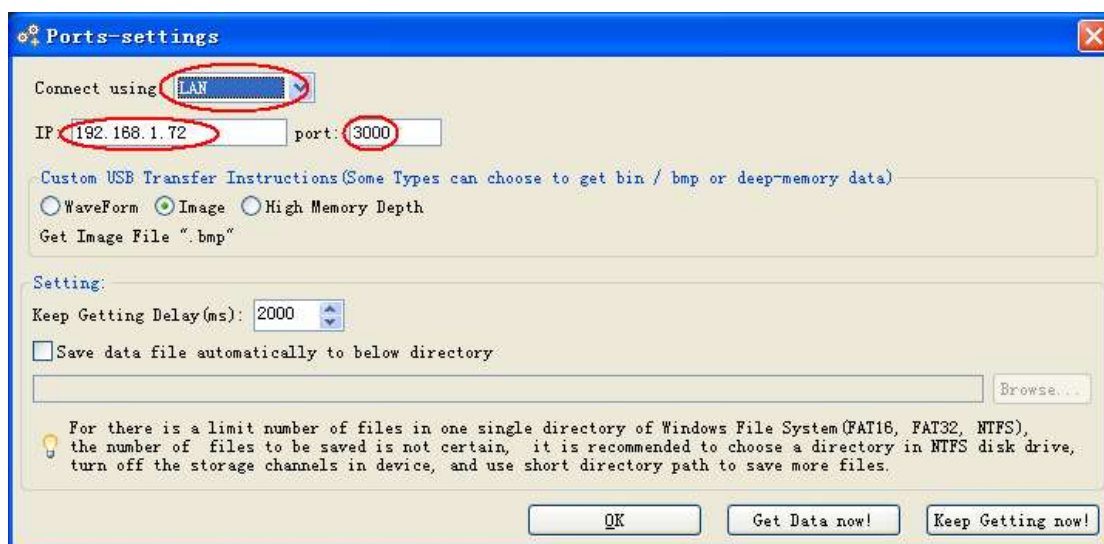 Ports-settings
Connect using LAN
IP: 192.168.1.72 port: 3000
Custom USB Transfer Instructions(Some Types can choose to get bin / bmp or deep-memory data)
WaveForm Image High Memory Depth
Get Image File ".bmp"
Setting:
Keep Getting Delay(ms): 2000
Save data file automatically to below directory
Browse...
For there is a limit number of files in one single directory of Windows File System(FAT16, FAT32, NTFS),
the number of files to be saved is not certain, it is recommended to choose a directory in NTFS disk drive,
turn off the storage channels in device, and use short directory path to save more files.
OK Get Data now! Keep Getting now!